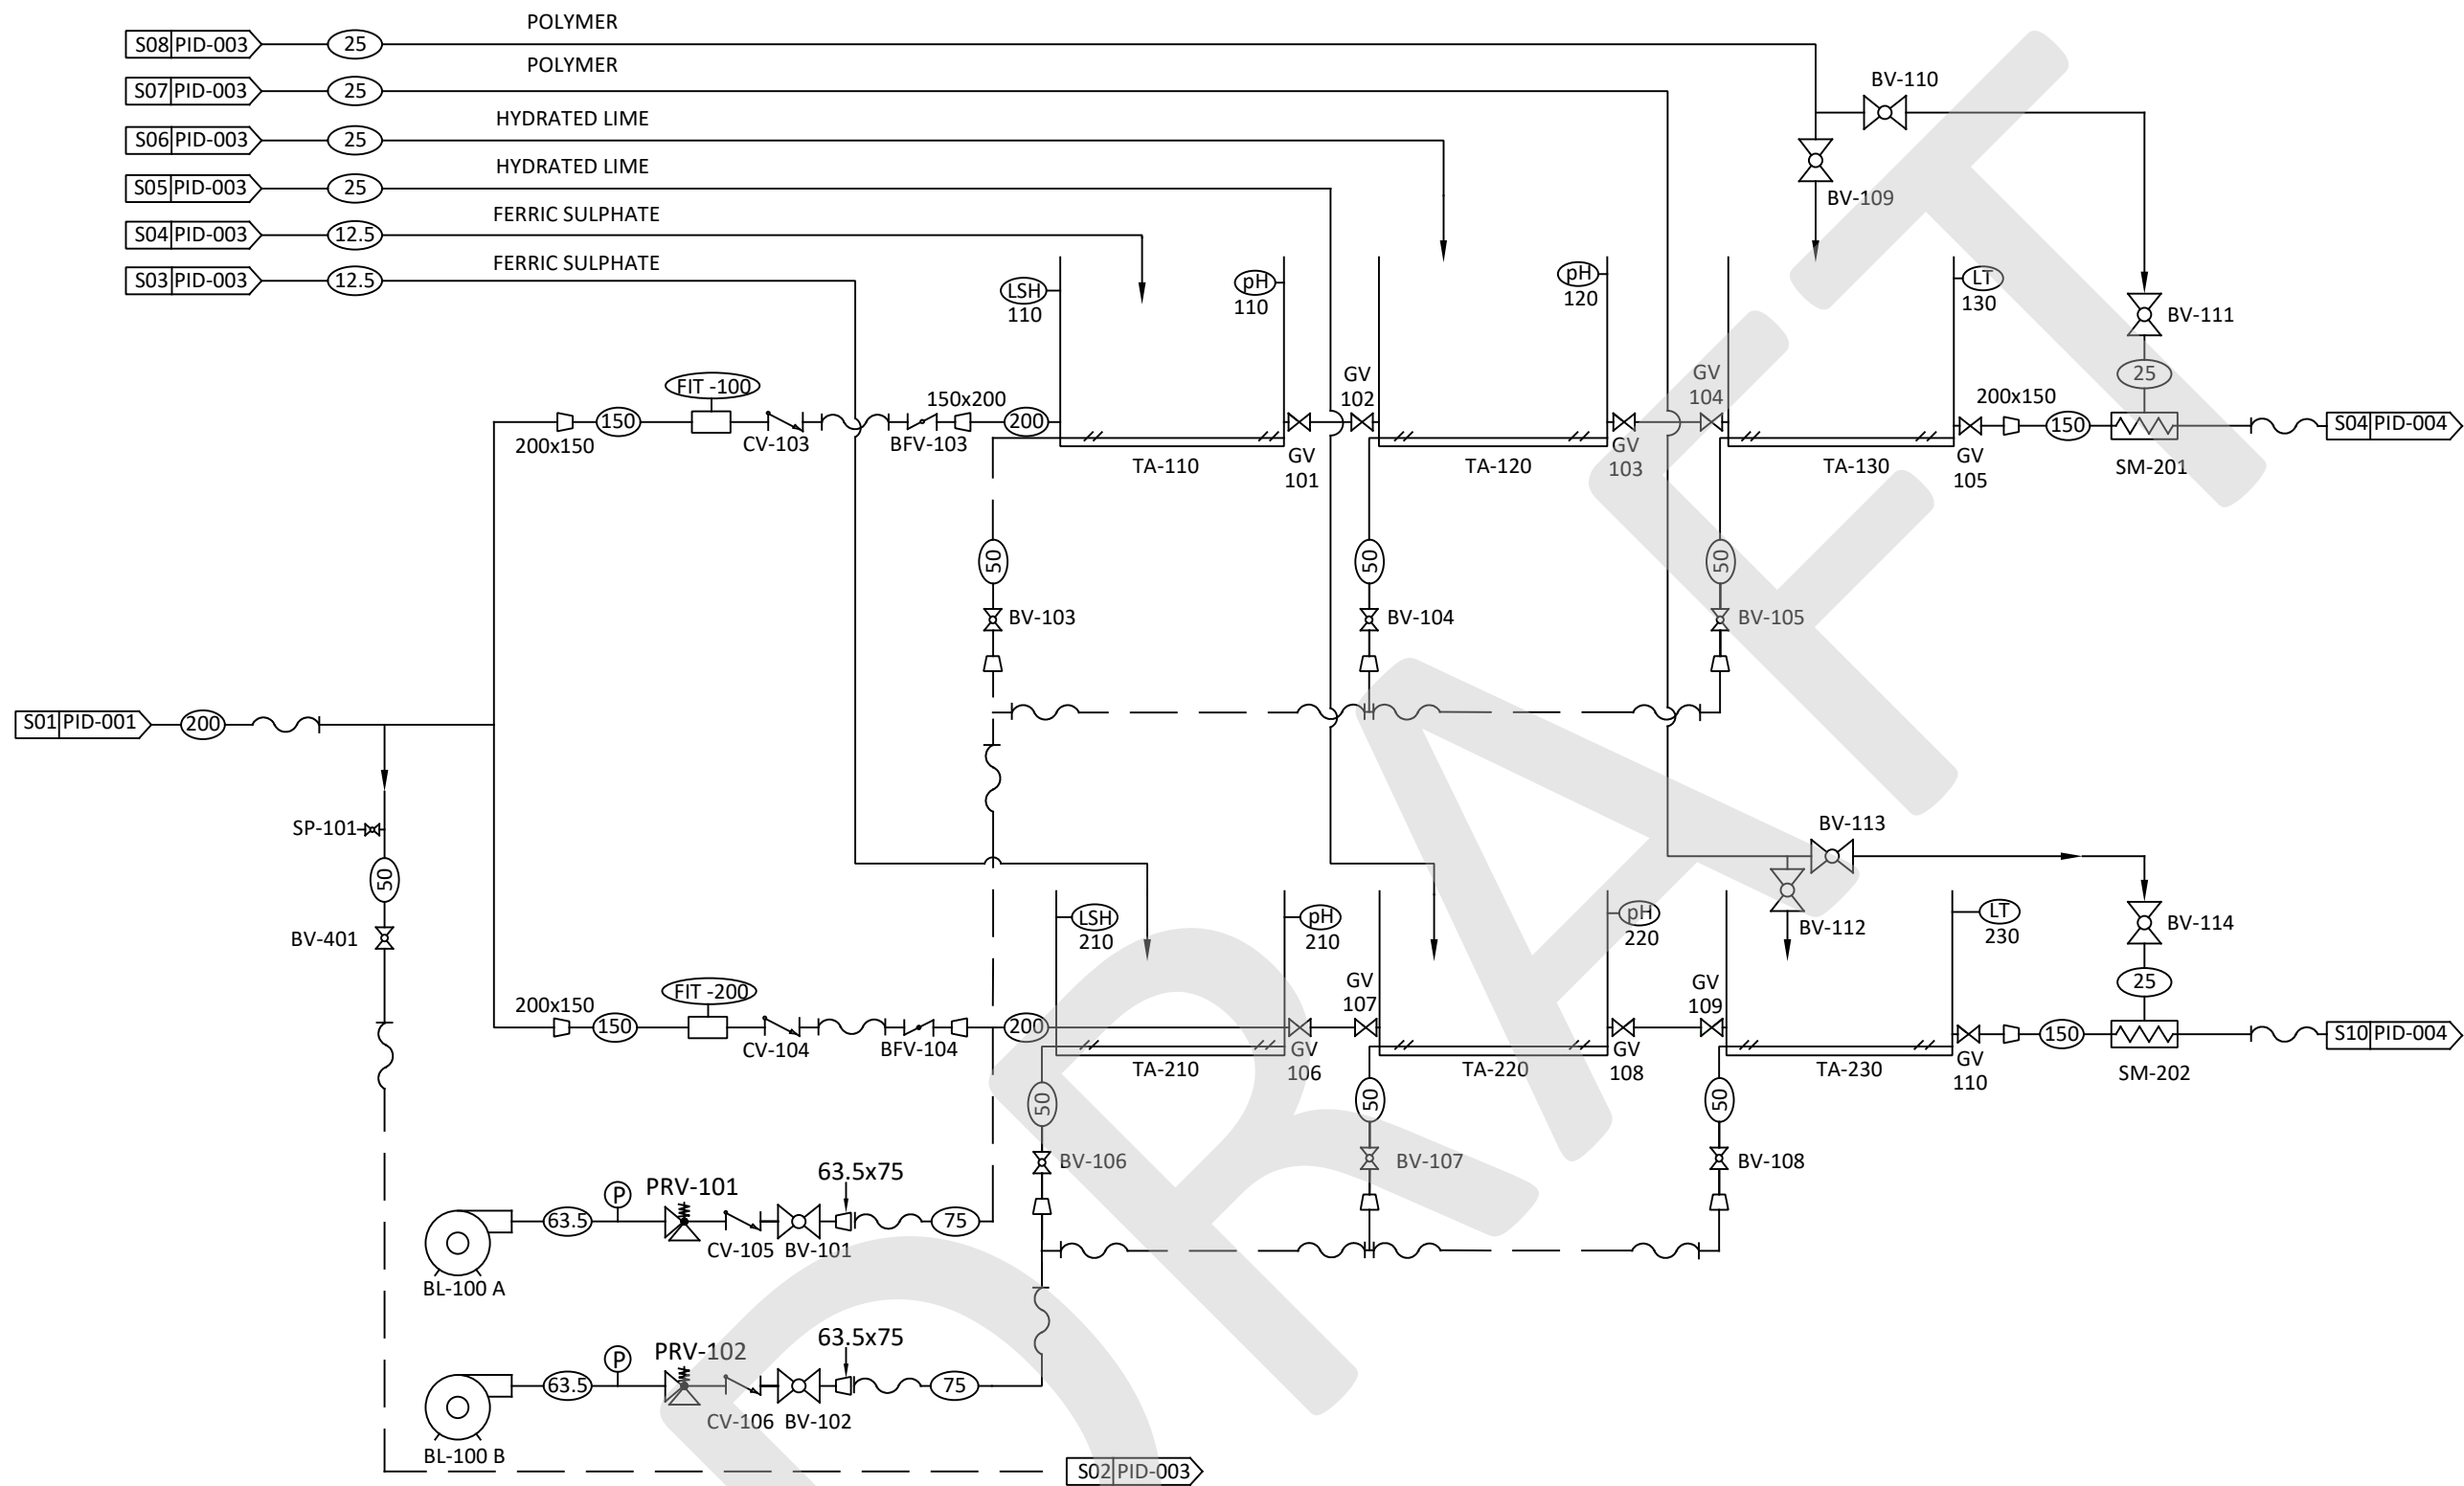 POLYMER
S08 PID-003 25
POLYMER
S07 PID-003 25
BV-110
HYDRATED LIME
S06 PID-003 25
HYDRATED LIME
S05 PID-003 25
BV-109
FERRIC SULPHATE
S04 PID-003 12.5
FERRIC SULPHATE
S03 PID-003 12.5
LSH
110
pH
110
pH
120
LT
130
BV-111
25
FIT -100
150x200
GV
102
GV
104
200x150
150
200x150
CV-103
BFV-103
200
GV
101
GV
103
GV
105
150
S04 PID-004
TA-110
TA-120
TA-130
SM-201
50
50
50
BV-103
BV-104
BV-105
S01 PID-001 200
SP-101
50
BV-401
BV-113
BV-112
BV-114
25
LSH
210
pH
210
pH
220
LT
230
GV
107
GV
109
FIT -200
200x150
150
CV-104
BFV-104
200
GV
106
GV
108
GV
110
150
S10 PID-004
TA-210
TA-220
TA-230
SM-202
50
50
50
BV-106
BV-107
BV-108
63.5x75
PRV-101
P
63.5
75
CV-105 BV-101
BL-100 A
63.5x75
PRV-102
P
63.5
75
CV-106 BV-102
BL-100 B
S02 PID-003
DRAFT